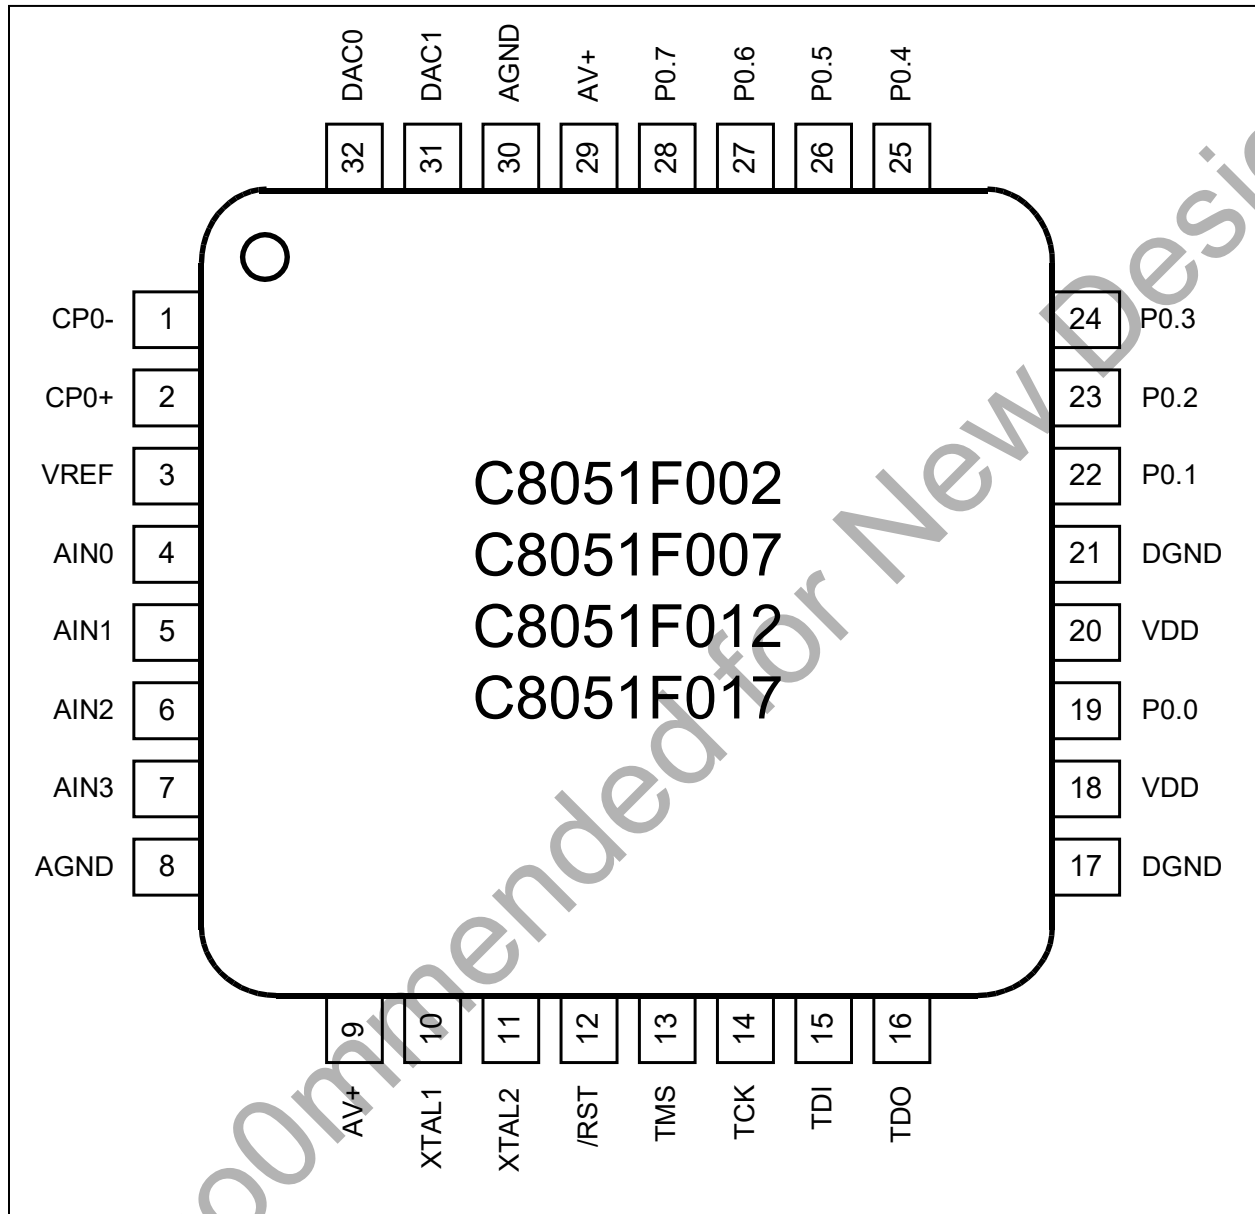 DAC0 DAC1 AGND AV+ P0.7 P0.6 P0.5 P0.4
32 31 30 29 28 27 26 25
CP0- 1
CP0+ 2
VREF 3
AIN0 4
AIN1 5
AIN2 6
AIN3 7
AGND 8
C8051F002
C8051F007
C8051F012
C8051F017
24 P0.3
23 P0.2
22 P0.1
21 DGND
20 VDD
19 P0.0
18 VDD
17 DGND
9 10 11 12 13 14 15 16
AV+ XTAL1 XTAL2 /RST TMS TCK TDI TDO
o0mmended for New Desi